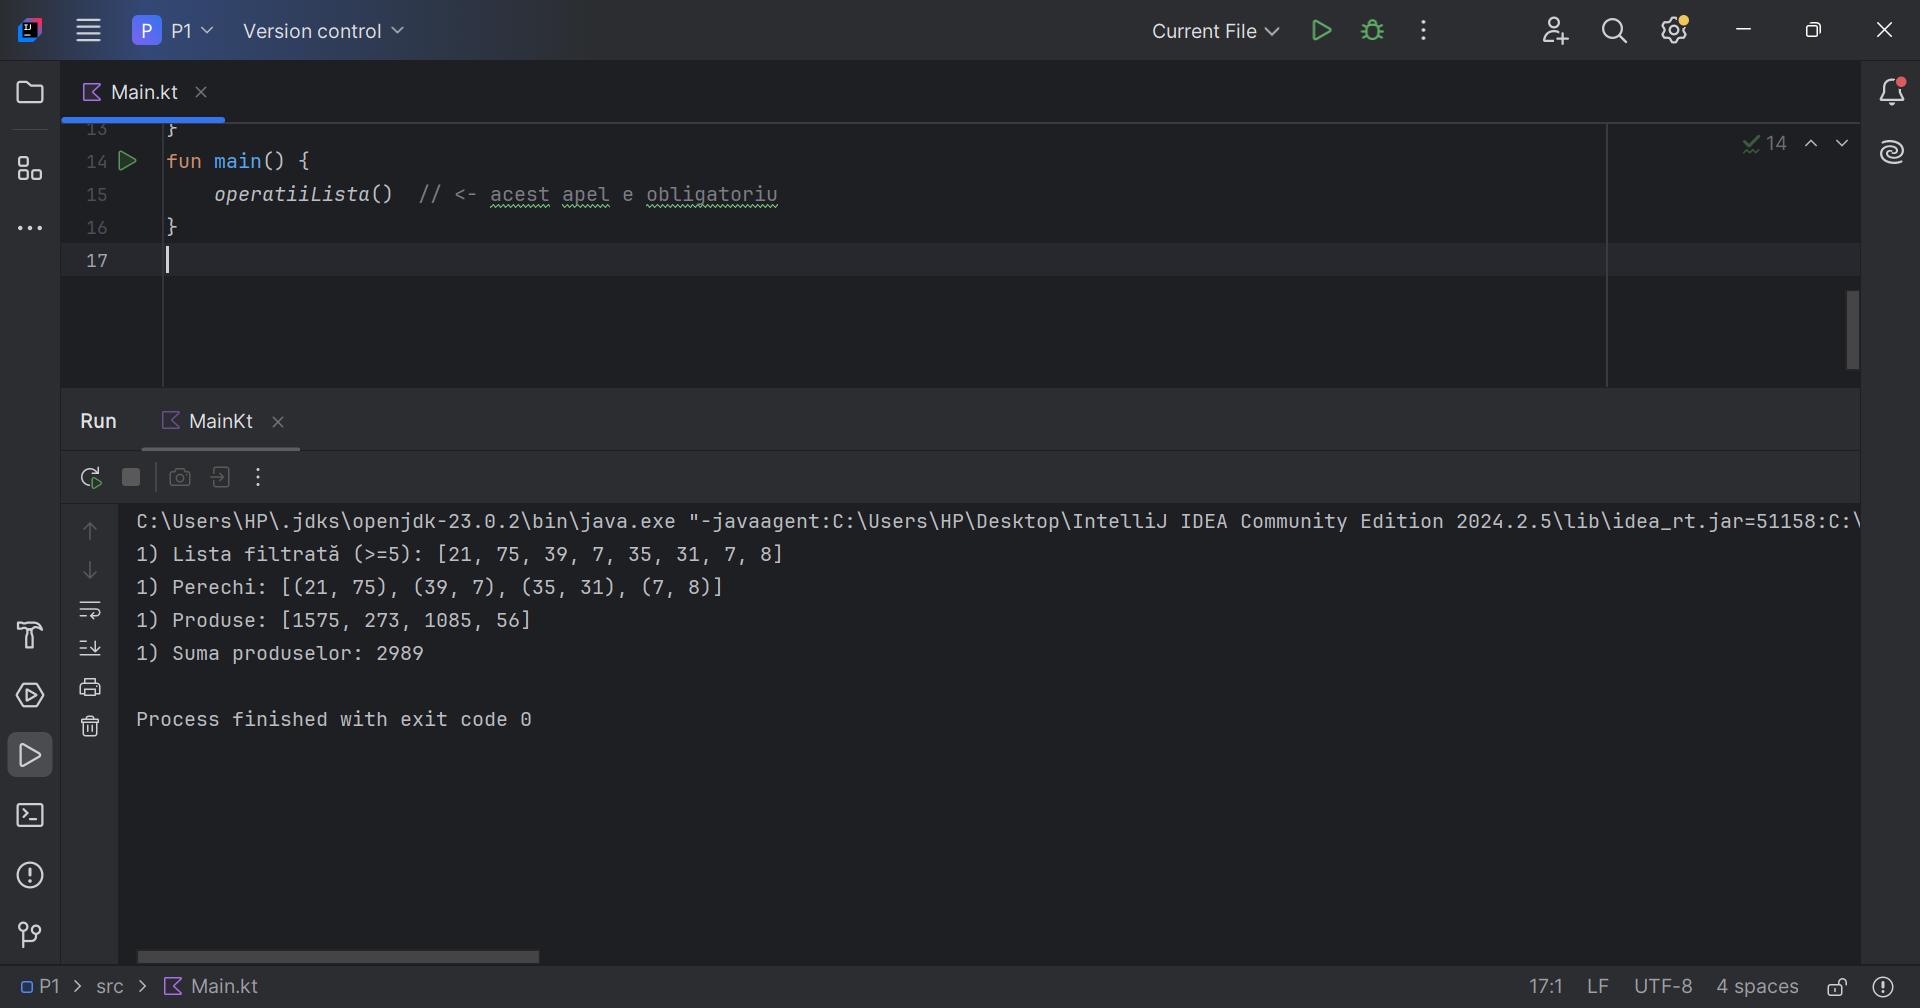 P P1 Version control Current File
Main.kt
13 }
14 fun main() { 14
15 operatiiLista() // <- acest apel e obligatoriu
16 }
17
Run MainKt
C:\Users\HP\.jdks\openjdk-23.0.2\bin\java.exe "-javaagent:C:\Users\HP\Desktop\IntelliJ IDEA Community Edition 2024.2.5\lib\idea_rt.jar=51158:C:\
1) Lista filtrată (>=5): [21, 75, 39, 7, 35, 31, 7, 8]
1) Perechi: [(21, 75), (39, 7), (35, 31), (7, 8)]
1) Produse: [1575, 273, 1085, 56]
1) Suma produselor: 2989
Process finished with exit code 0
P1 > src > Main.kt 17:1 LF UTF-8 4 spaces